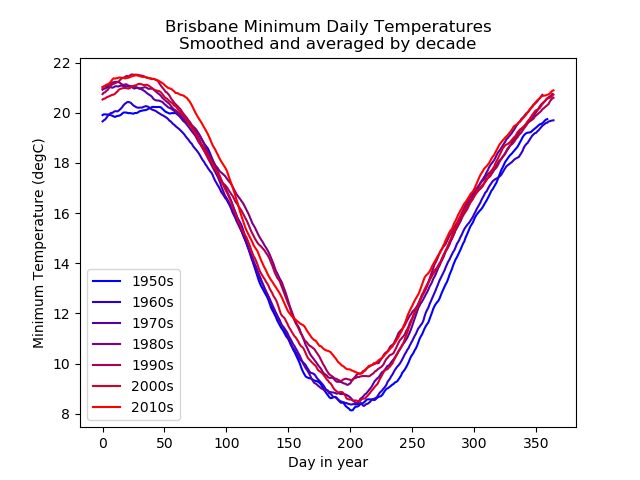 Brisbane Minimum Daily Temperatures
Smoothed and averaged by decade
Minimum Temperature (degC)
22
20
18
16
14
12
10
8
1950s
1960s
1970s
1980s
1990s
2000s
2010s
0 50 100 150 200 250 300 350
Day in year